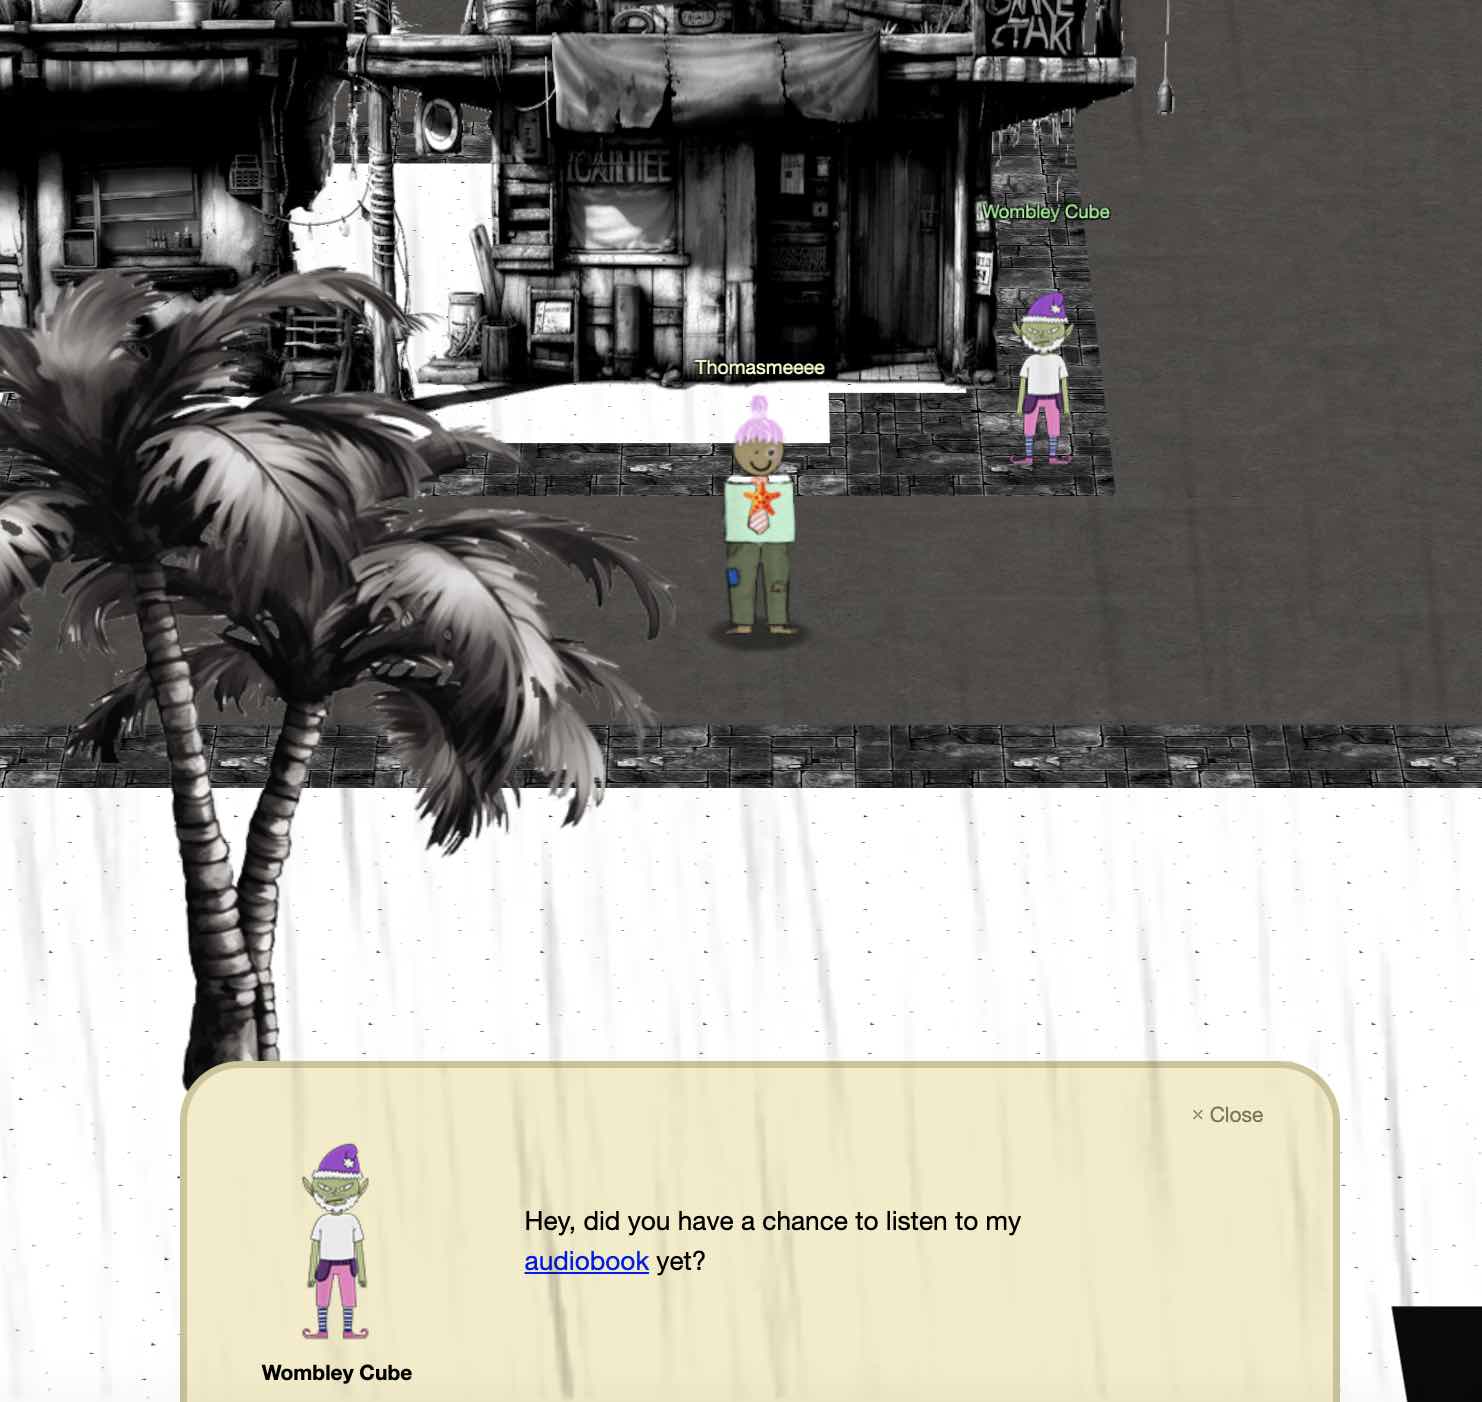 Wombley Cube
Thomasmeeee
× Close
Hey, did you have a chance to listen to my
audiobook yet?
Wombley Cube